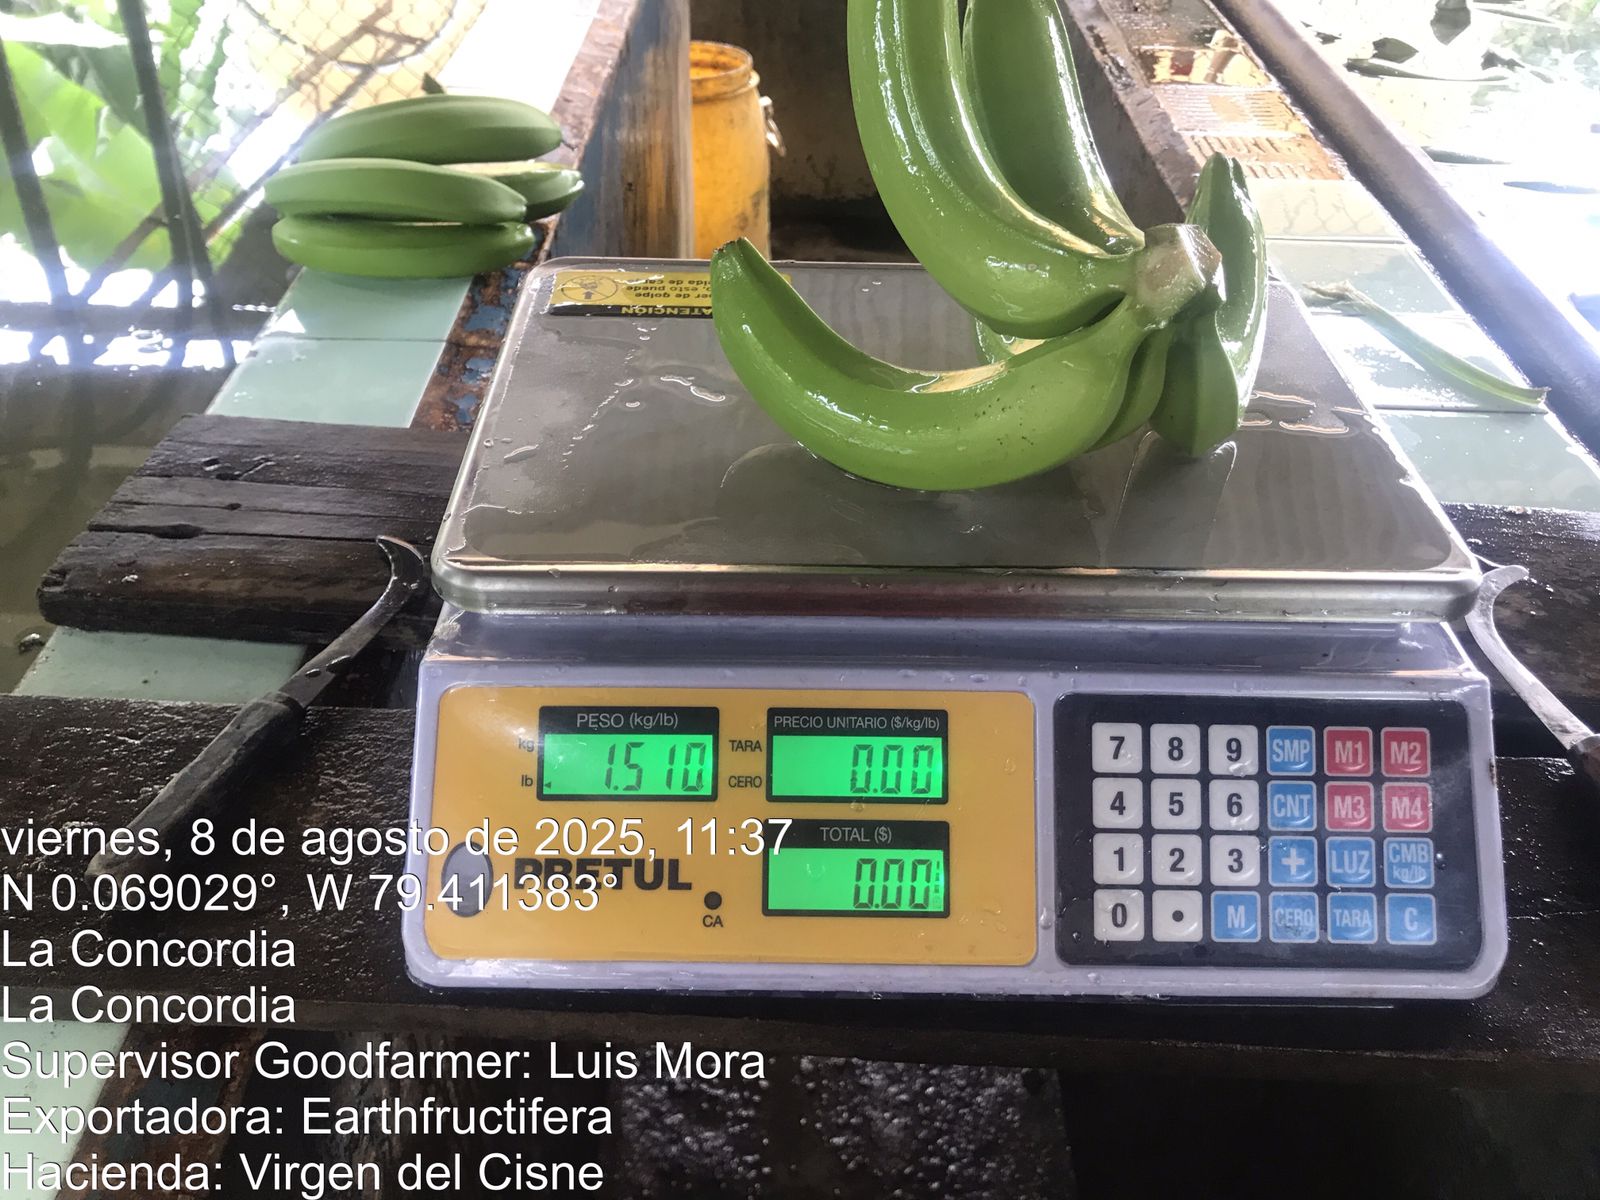 ATENCIÓN
PESO (kg/lb)
kg
lb
1.510
TARA
CERO
PRECIO UNITARIO ($/kg/lb)
0.00
TOTAL ($)
0.00
PRETUL
CA
7 8 9 SMP M1 M2
4 5 6 CNT M3 M4
1 2 3 + LUZ CMB kg/lb
0 • M CERO TARA C
viernes, 8 de agosto de 2025, 11:37
N 0.069029°, W 79.411383°
La Concordia
La Concordia
Supervisor Goodfarmer: Luis Mora
Exportadora: Earthfructifera
Hacienda: Virgen del Cisne